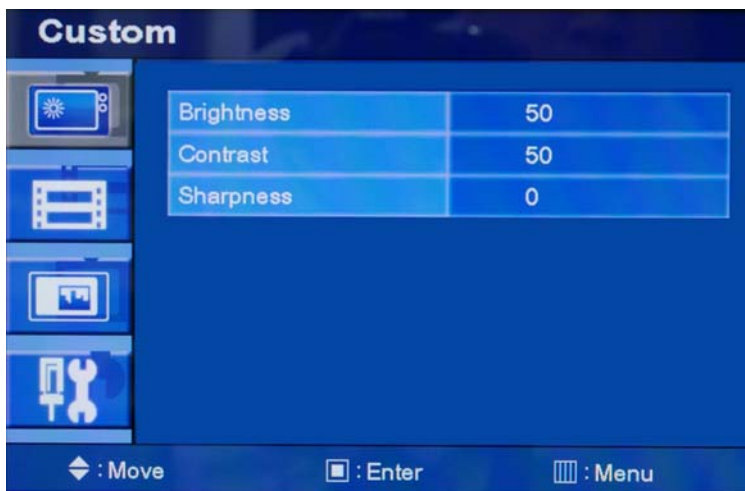 Custom
Brightness 50
Contrast 50
Sharpness 0
: Move : Enter : Menu